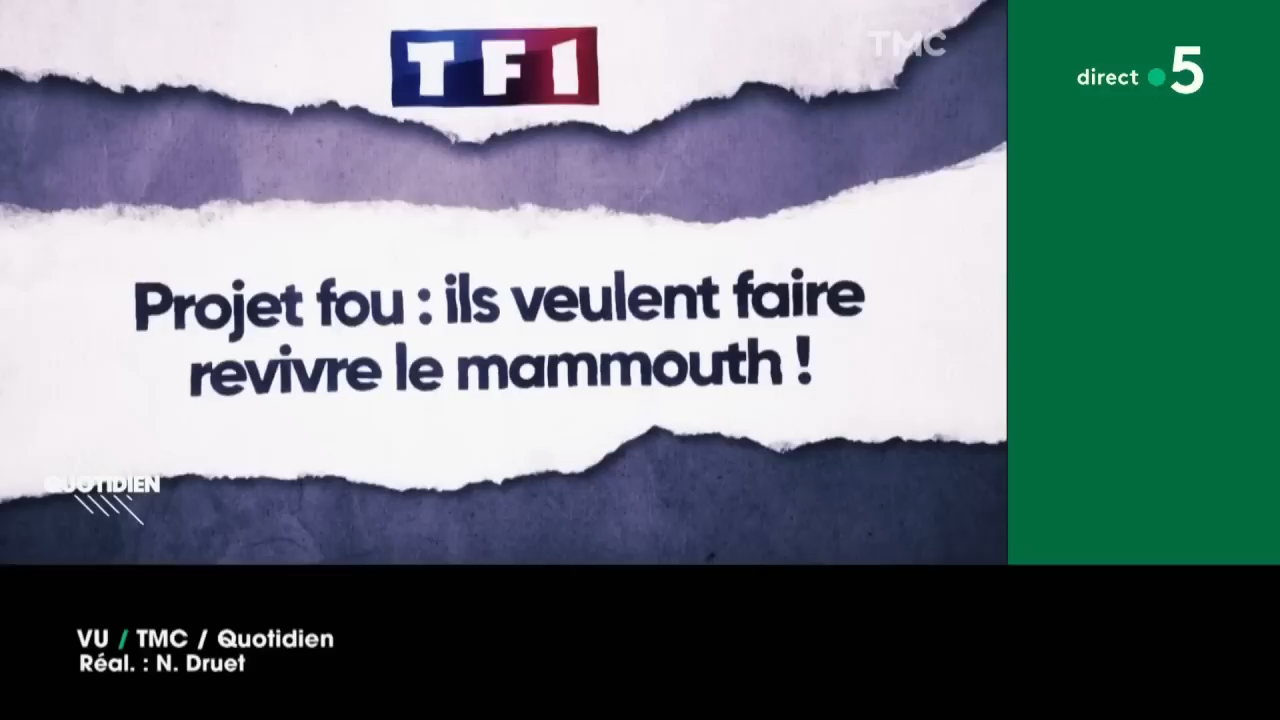 TF1
TMC
direct 5
Projet fou : ils veulent faire
revivre le mammouth !
QUOTIDIEN
VU / TMC / Quotidien
Réal. : N. Druet